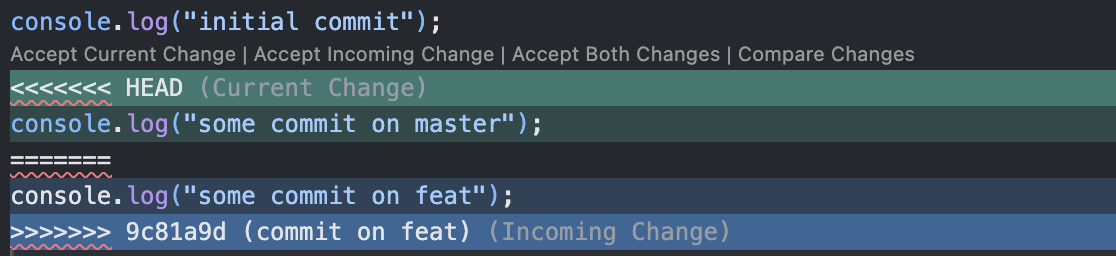 console.log("initial commit");
Accept Current Change | Accept Incoming Change | Accept Both Changes | Compare Changes
<<<<<<< HEAD (Current Change)
console.log("some commit on master");
=======
console.log("some commit on feat");
>>>>>>> 9c81a9d (commit on feat) (Incoming Change)